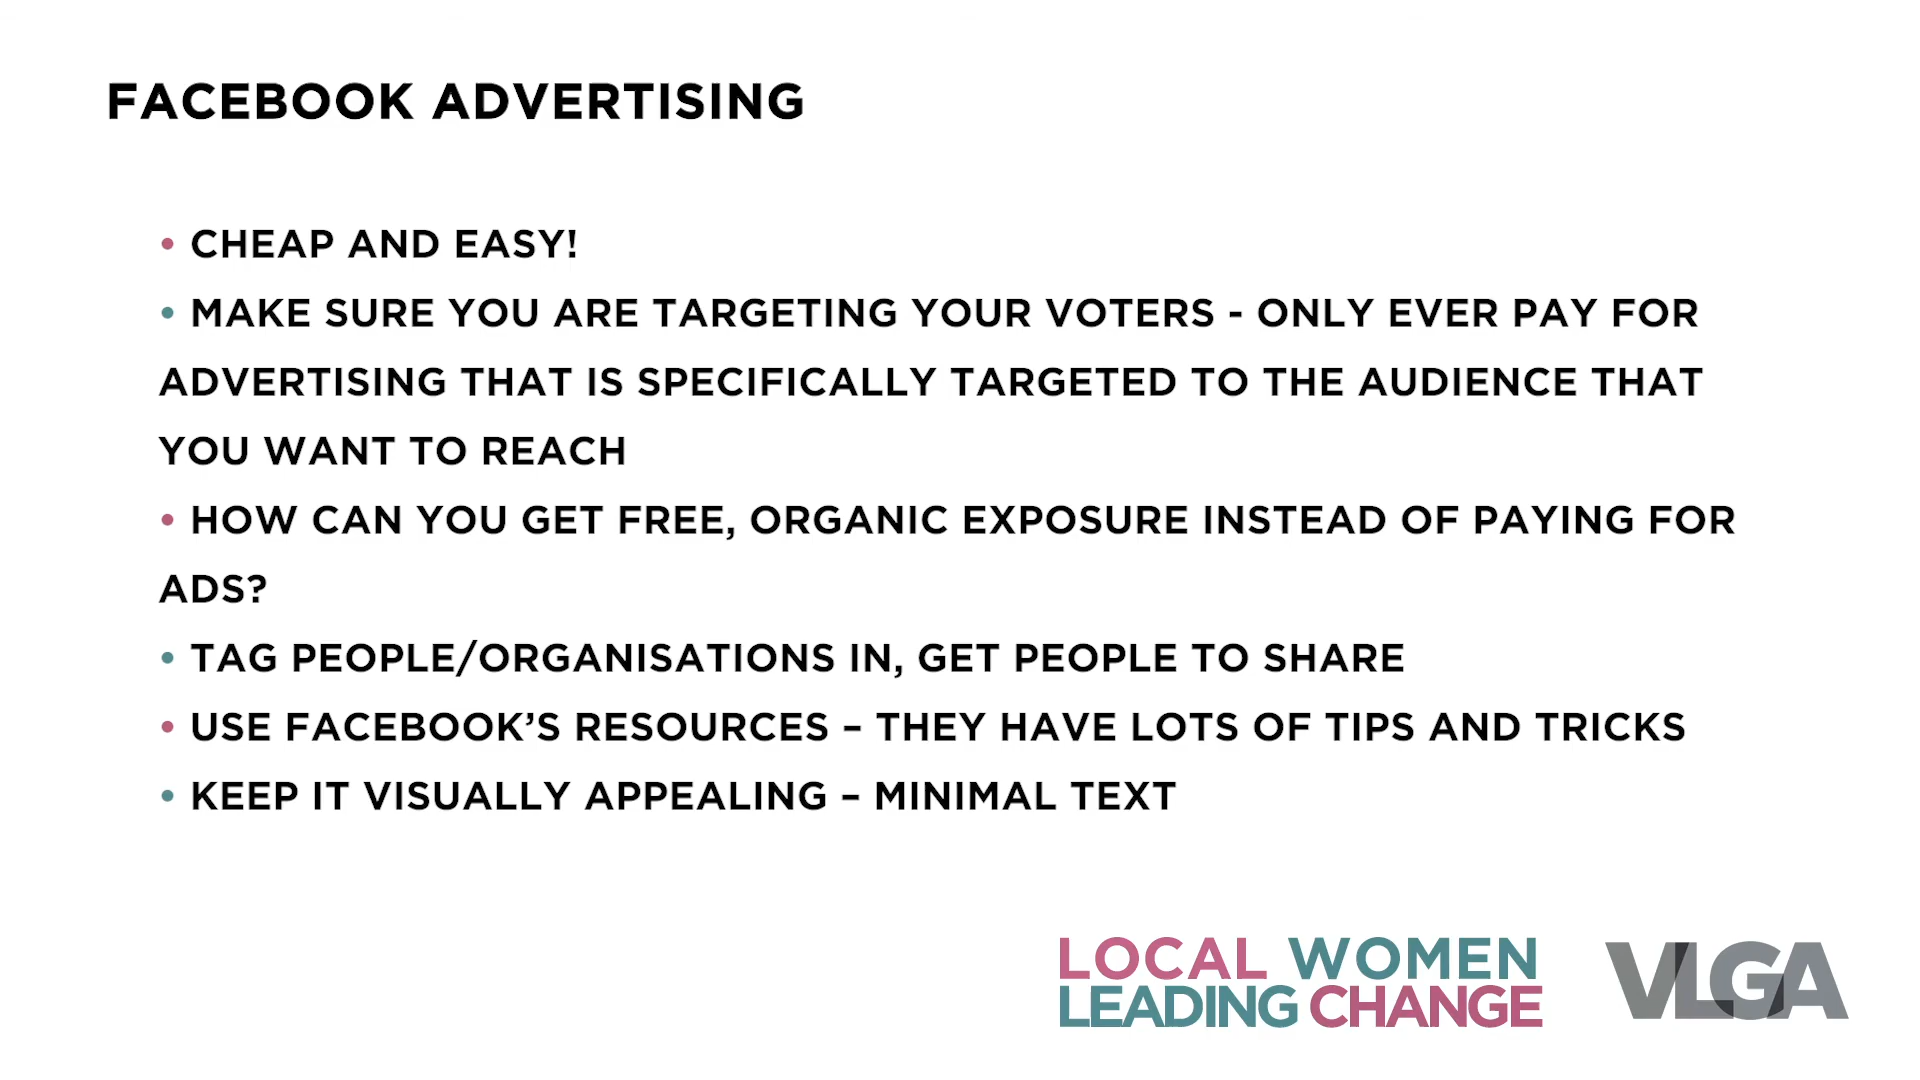 FACEBOOK ADVERTISING
• CHEAP AND EASY!
• MAKE SURE YOU ARE TARGETING YOUR VOTERS - ONLY EVER PAY FOR
ADVERTISING THAT IS SPECIFICALLY TARGETED TO THE AUDIENCE THAT
YOU WANT TO REACH
• HOW CAN YOU GET FREE, ORGANIC EXPOSURE INSTEAD OF PAYING FOR
ADS?
• TAG PEOPLE/ORGANISATIONS IN, GET PEOPLE TO SHARE
• USE FACEBOOK’S RESOURCES – THEY HAVE LOTS OF TIPS AND TRICKS
• KEEP IT VISUALLY APPEALING – MINIMAL TEXT
LOCAL WOMEN
LEADING CHANGE
VLGA